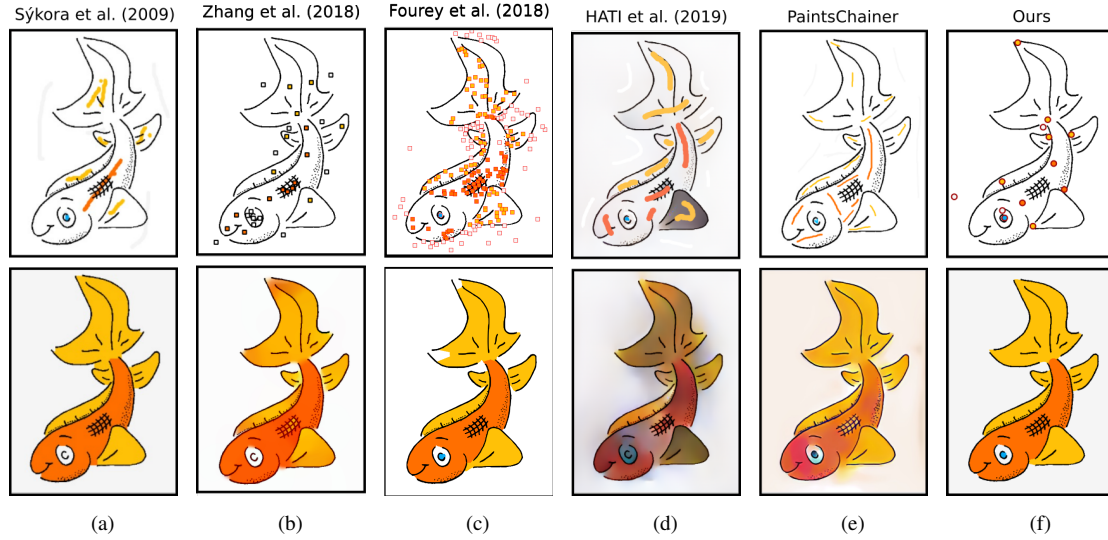 Sýkora et al. (2009)
Zhang et al. (2018)
Fourey et al. (2018)
HATI et al. (2019)
PaintsChainer
Ours
(a)
(b)
(c)
(d)
(e)
(f)